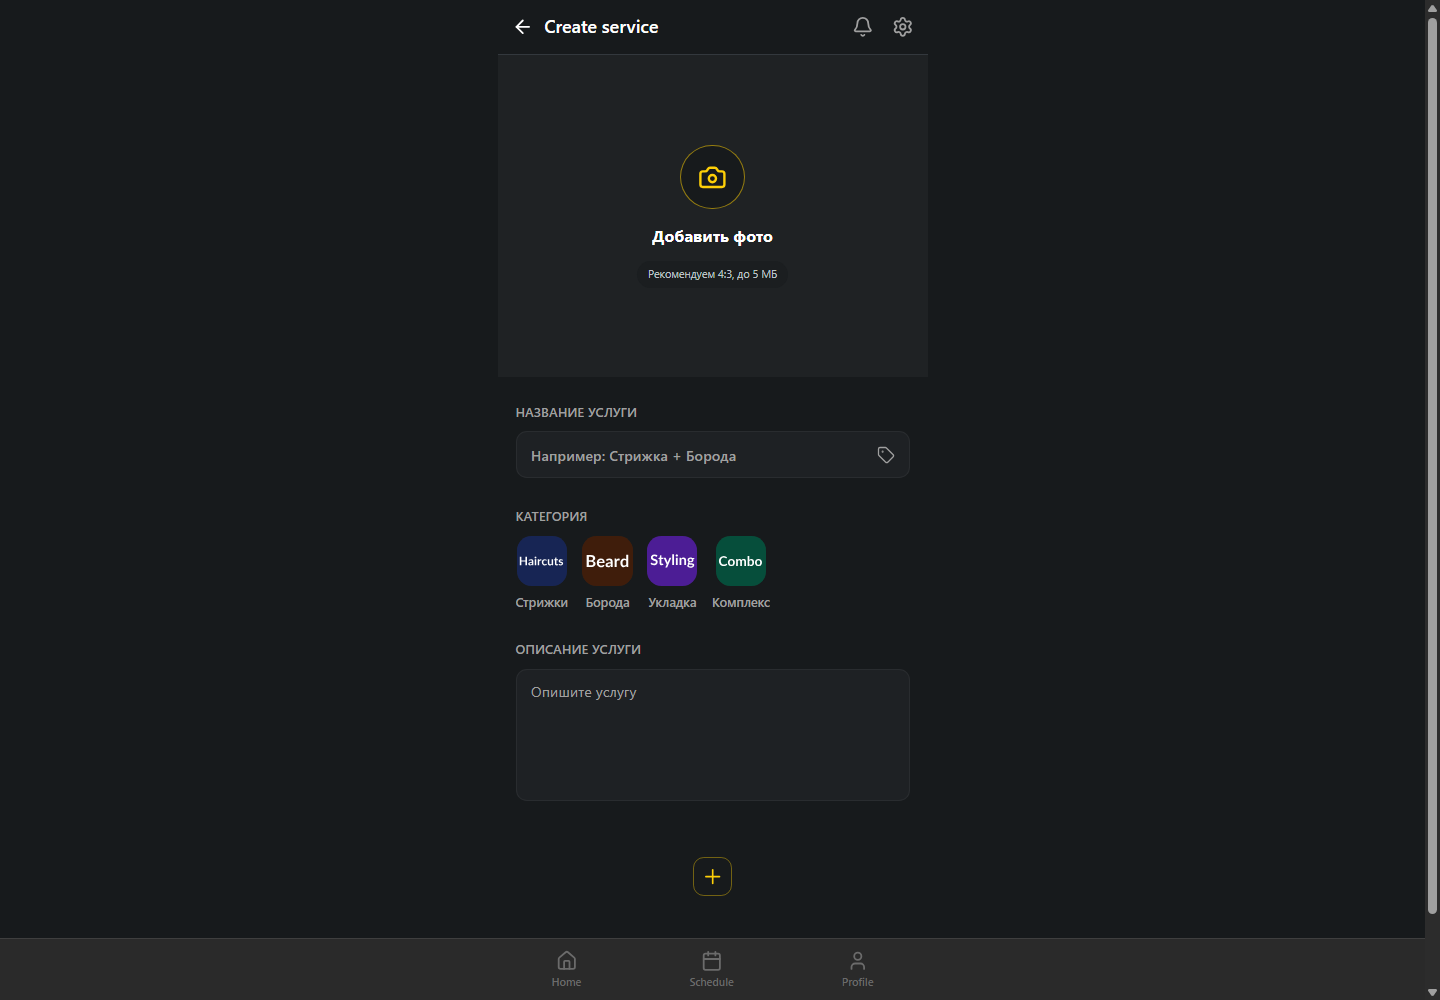 Create service
Добавить фото
Рекомендуем 4:3, до 5 МБ
НАЗВАНИЕ УСЛУГИ
Например: Стрижка + Борода
КАТЕГОРИЯ
Haircuts Beard Styling Combo
Стрижки Борода Укладка Комплекс
ОПИСАНИЕ УСЛУГИ
Опишите услугу
Home Schedule Profile